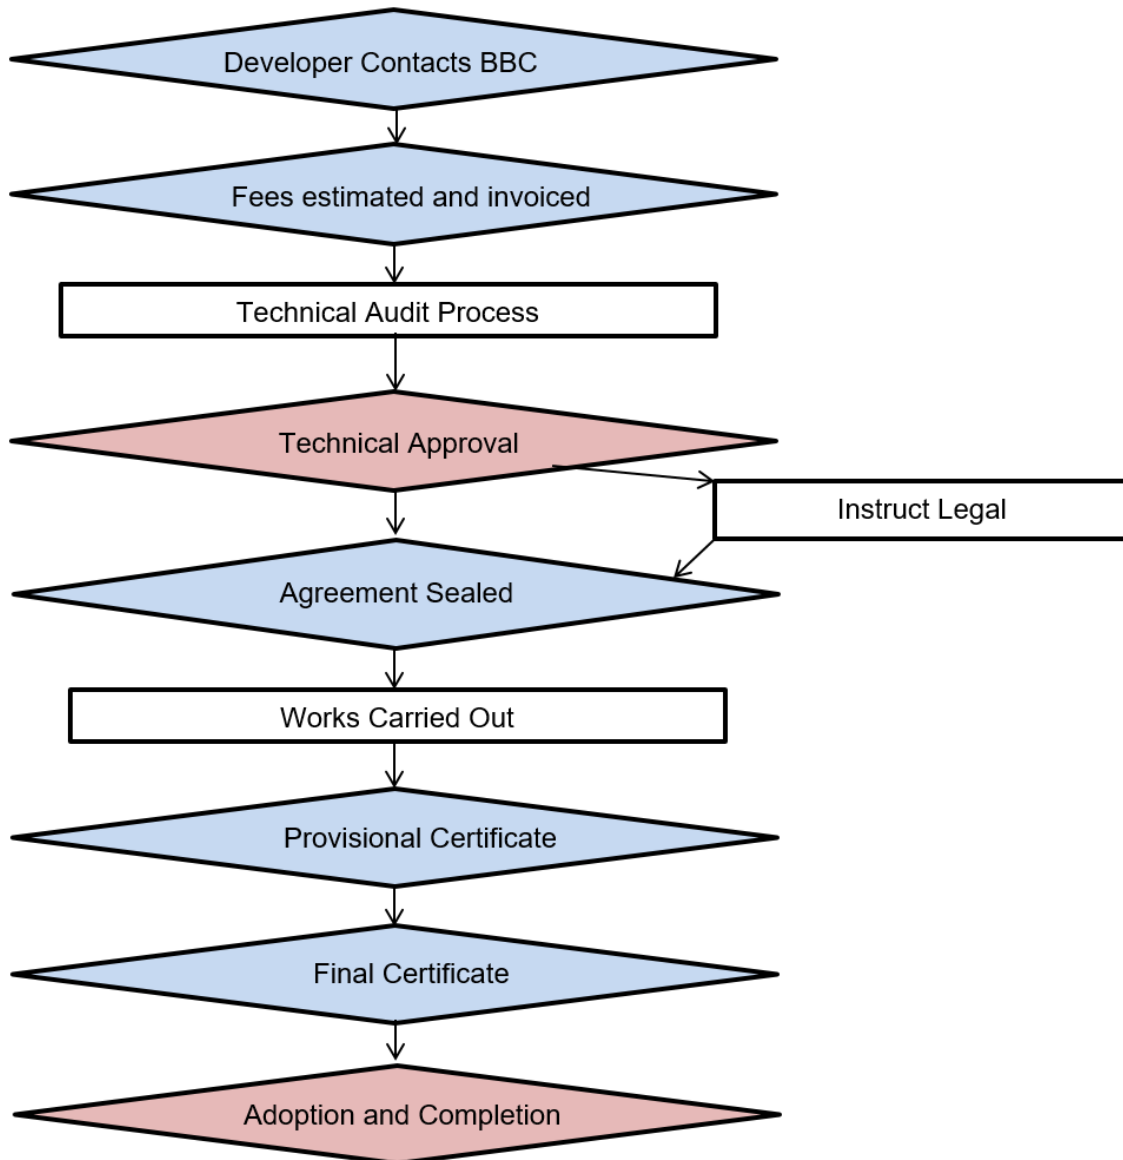 Developer Contacts BBC
Fees estimated and invoiced
Technical Audit Process
Technical Approval
Instruct Legal
Agreement Sealed
Works Carried Out
Provisional Certificate
Final Certificate
Adoption and Completion